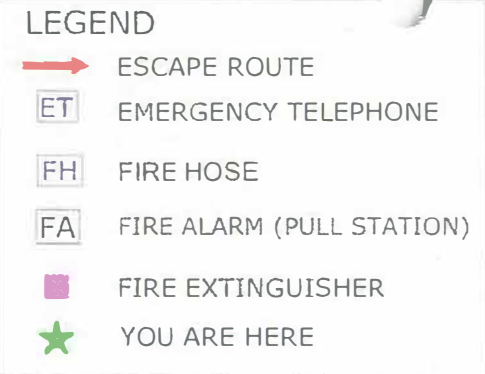 LEGEND
ESCAPE ROUTE
ET EMERGENCY TELEPHONE
FH FIRE HOSE
FA FIRE ALARM (PULL STATION)
FIRE EXTINGUISHER
YOU ARE HERE